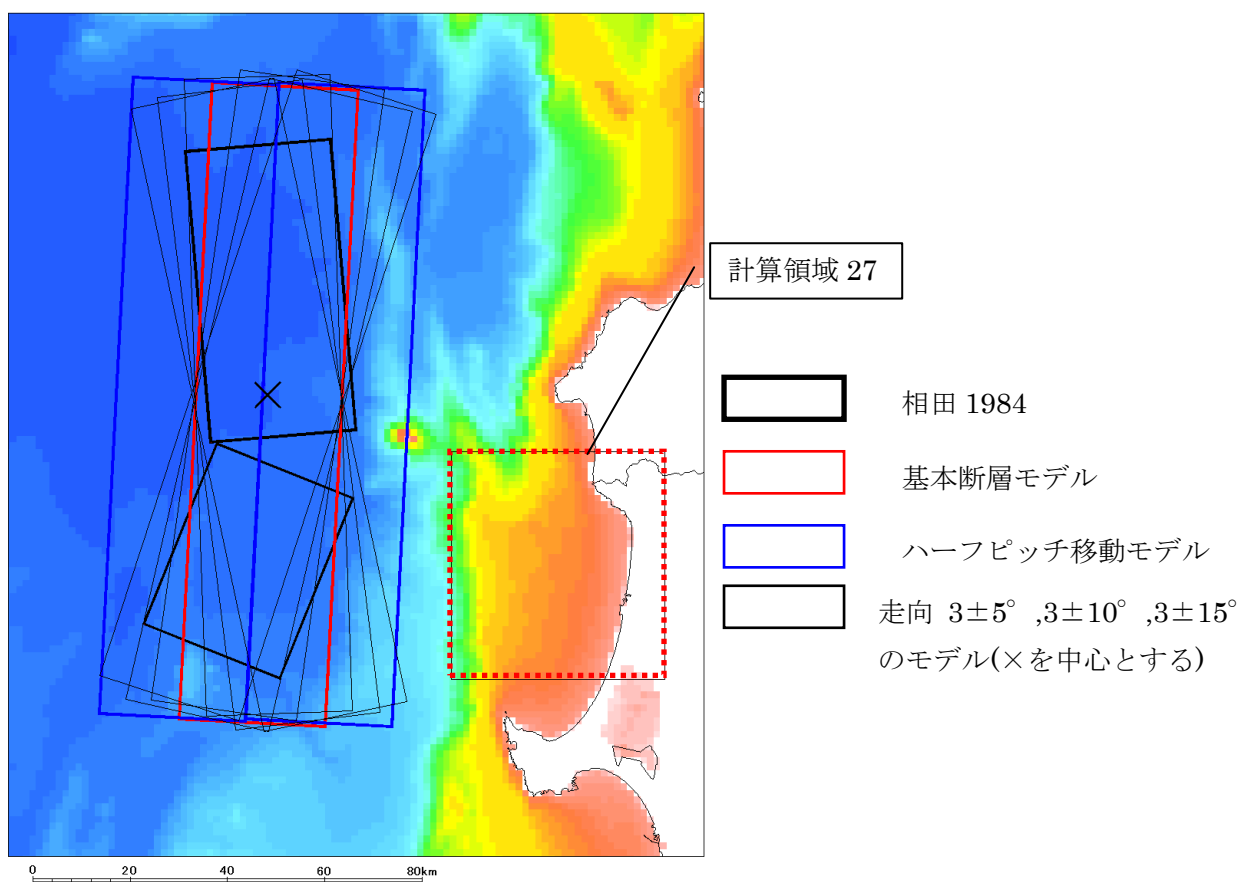 計算領域 27
相田 1984
基本断層モデル
ハーフピッチ移動モデル
走向 3±5° ,3±10° ,3±15°
のモデル(×を中心とする)
0 20 40 60 80km